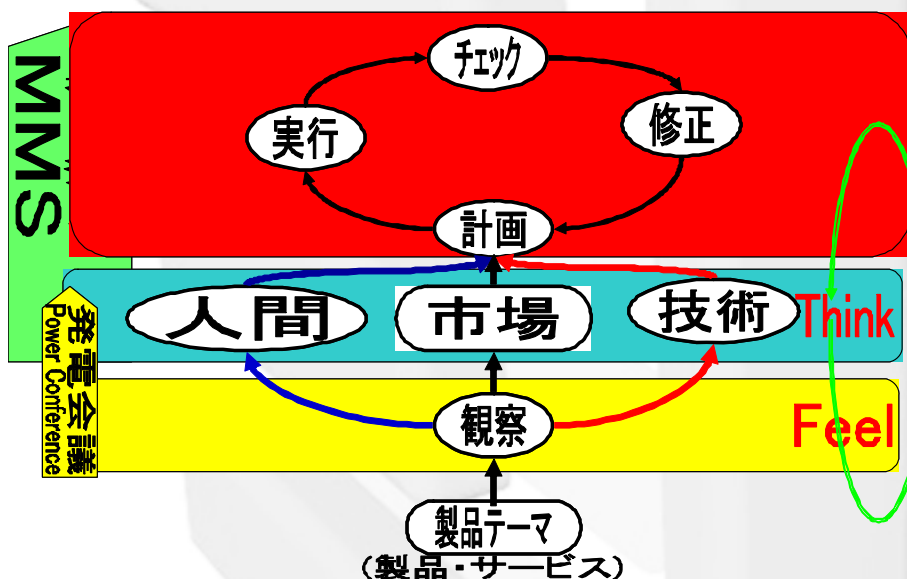 MMS
チェック
実行
修正
計画
人間
市場
技術
Think
発電会議
Power Conference
観察
Feel
製品テーマ
(製品・サービス)